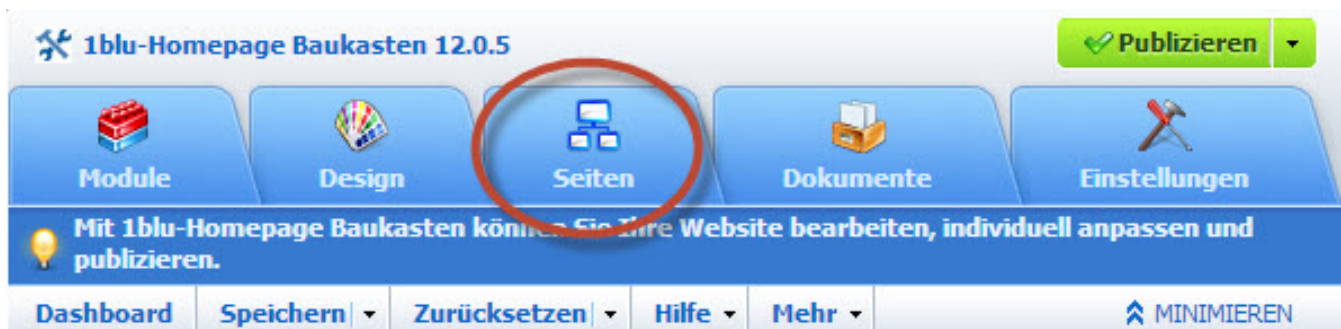 1blu-Homepage Baukasten 12.0.5
Publizieren
Module
Design
Seiten
Dokumente
Einstellungen
Mit 1blu-Homepage Baukasten können Sie Ihre Website bearbeiten, individuell anpassen und
publizieren.
Dashboard
Speichern
Zurücksetzen
Hilfe
Mehr
MINIMIEREN